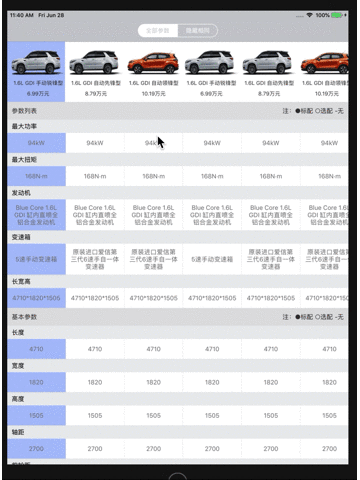 11:40 AM Fri Jun 28
100%
全部参数 隐藏相同
1.6L GDI 手动锐锋型 1.6L GDI 自动先锋型 1.6L GDI 自动领锋型 1.6L GDI 手动锐锋型 1.6L GDI 自动先锋型 1.6L GDI 自动领锋型
6.99万元 8.79万元 10.19万元 6.99万元 8.79万元 10.19万元
参数列表 注: ●标配 ○选配 -无
最大功率
94kW 94kW 94kW 94kW 94kW 94kW
最大扭矩
168N·m 168N·m 168N·m 168N·m 168N·m 168N·m
发动机
Blue Core 1.6L Blue Core 1.6L Blue Core 1.6L Blue Core 1.6L Blue Core 1.6L Blue Core 1.6L
GDI 缸内直喷全 GDI 缸内直喷全 GDI 缸内直喷全 GDI 缸内直喷全 GDI 缸内直喷全 GDI 缸内直喷全
铝合金发动机 铝合金发动机 铝合金发动机 铝合金发动机 铝合金发动机 铝合金发动机
变速箱
5速手动变速箱 原装进口爱信第三代6速手自一体变速器 原装进口爱信第三代6速手自一体变速器 5速手动变速箱 原装进口爱信第三代6速手自一体变速器 原装进口爱信第三代6速手自一体变速器
长宽高
4710*1820*1505 4710*1820*1505 4710*1820*1505 4710*1820*1505 4710*1820*1505 4710*1820*1505
基本参数 注: ●标配 ○选配 -无
长度
4710 4710 4710 4710 4710 4710
宽度
1820 1820 1820 1820 1820 1820
高度
1505 1505 1505 1505 1505 1505
轴距
2700 2700 2700 2700 2700 2700